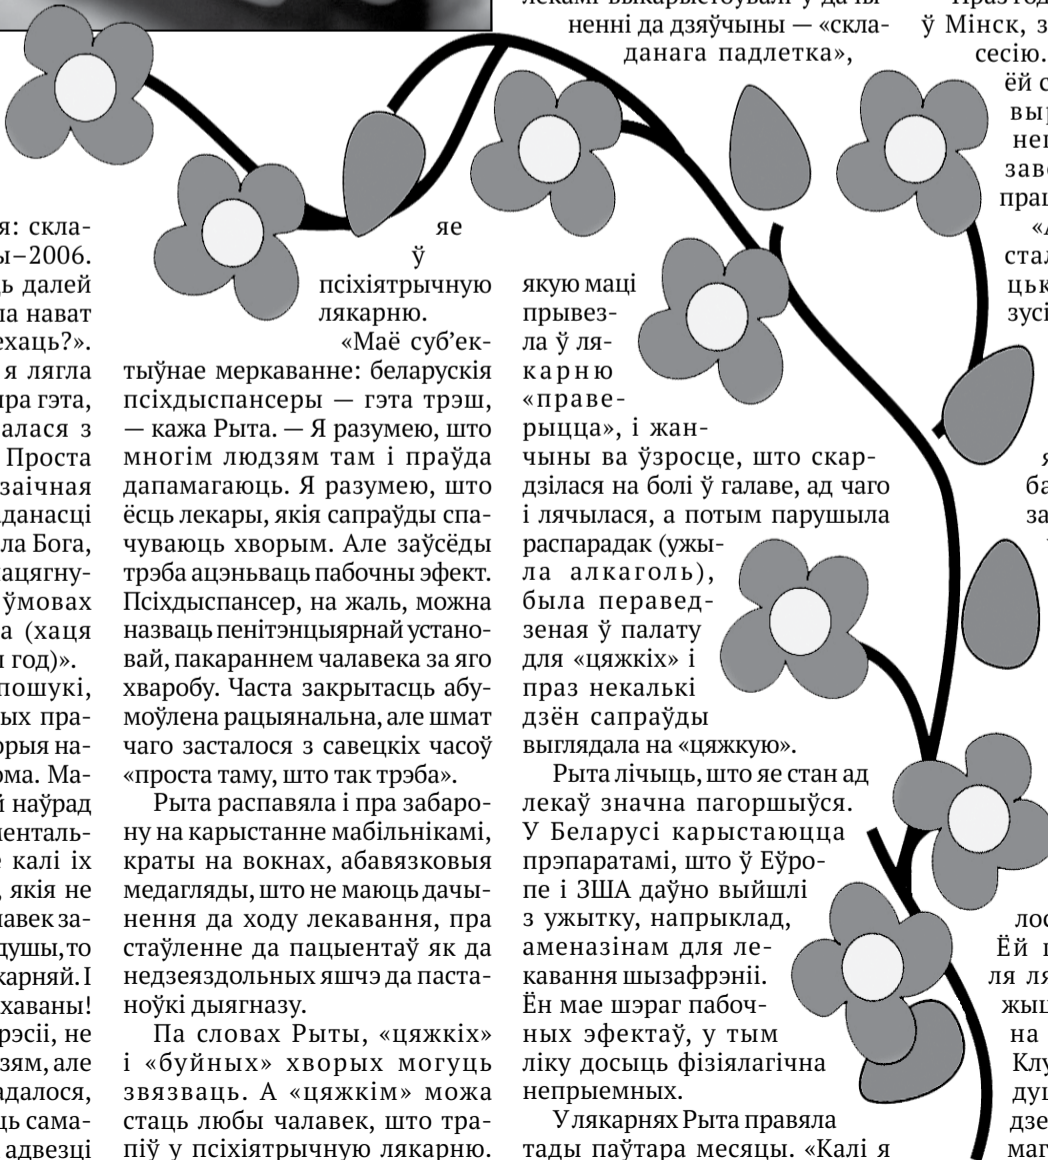 я: скла-
ы–2006.
ь далей
ла нават
ехаць?».
я лягла
ра гэта,
алася з
Проста
заічная
данасці
ла Бога,
ацягну-
ўмовах
а (хаця
год)».
пошукі,
ых пра-
орыя на-
ома. Ма-
й наўрад
менталь-
е калі іх
, якія не
лавек за-
душы, то
карняй. І
хаваны!
рэсіі, не
зям, але
адалося,
ць сама-
адвезці
яе
ў
псіхіятрычную
лякарню.
«Маё суб’ек-
тыўнае меркаванне: беларускія
псіхдыспансеры — гэта трэш,
— кажа Рыта. — Я разумею, што
многім людзям там і праўда
дапамагаюць. Я разумею, што
ёсць лекары, якія сапраўды спа-
чуваюць хворым. Але заўсёды
трэба ацэньваць пабочны эфект.
Псіхдыспансер, на жаль, можна
назваць пенітэнцыярнай устано-
вай, пакараннем чалавека за яго
хваробу. Часта закрытасць абу-
моўлена рацыянальна, але шмат
чаго засталося з савецкіх часоў
«проста таму, што так трэба».
Рыта распавяла і пра забаро-
ну на карыстанне мабільнікамі,
краты на вокнах, абавязковыя
медагляды, што не маюць дачы-
нення да ходу лекавання, пра
стаўленне да пацыентаў як да
недзеяздольных яшчэ да паста-
ноўкі дыягназу.
Па словах Рыты, «цяжкіх»
і «буйных» хворых могуць
звязваць. А «цяжкім» можа
стаць любы чалавек, што тра-
піў у псіхіятрычную лякарню.
лекамі выкарыстоўвалі у дачы-
ненні да дзяўчыны — «скла-
данага падлетка»,
якую маці
прывез-
ла ў ля-
карню
«праве-
рыцца», і жан-
чыны ва ўзросце, што скар-
дзілася на болі ў галаве, ад чаго
і лячылася, а потым парушыла
распарадак (ужы-
ла алкаголь),
была перавед-
зеная ў палату
для «цяжкіх» і
праз некалькі
дзён сапраўды
выглядала на «цяжкую».
Рыта лічыць, што яе стан ад
лекаў значна пагоршыўся.
У Беларусі карыстаюцца
прэпаратамі, што ў Еўро-
пе і ЗША даўно выйшлі
з ужытку, напрыклад,
аменазінам для ле-
кавання шызафрэніі.
Ён мае шэраг пабоч-
ных эфектаў, у тым
ліку досыць фізіялагічна
непрыемных.
У лякарнях Рыта правяла
тады паўтара месяцы. «Калі я
Праз год
ў Мінск, з
сесію.
ёй с
выр
неп
заво
прац
«А
стал
цьк
зусі
я
ба
за
лос
Ёй п
ля ля
жыц
на
Клу
душ
дзе
маг